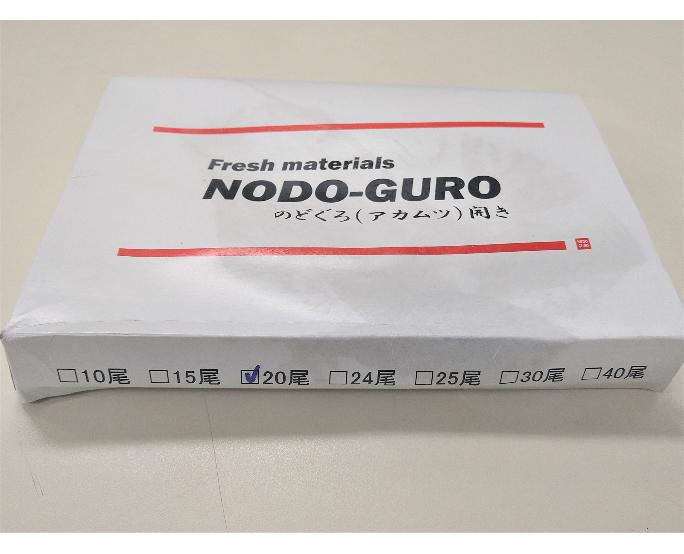 Fresh materials
NODO-GURO
のどぐろ(アカムツ)開き
□10尾 □15尾 ☑20尾 □24尾 □25尾 □30尾 □40尾